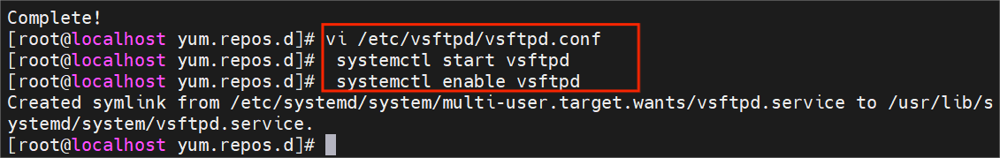 Complete!
[root@localhost yum.repos.d]# vi /etc/vsftpd/vsftpd.conf
[root@localhost yum.repos.d]#  systemctl start vsftpd
[root@localhost yum.repos.d]#  systemctl enable vsftpd
Created symlink from /etc/systemd/system/multi-user.target.wants/vsftpd.service to /usr/lib/s
ystemd/system/vsftpd.service.
[root@localhost yum.repos.d]#